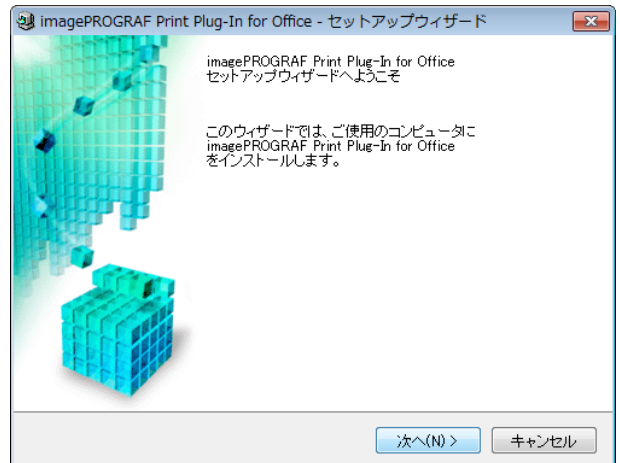 imagePROGRAF Print Plug-In for Office - セットアップウィザード
imagePROGRAF Print Plug-In for Office
セットアップウィザードへようこそ
このウィザードでは、ご使用のコンピュータに
imagePROGRAF Print Plug-In for Office
をインストールします。
次へ(N) >
キャンセル